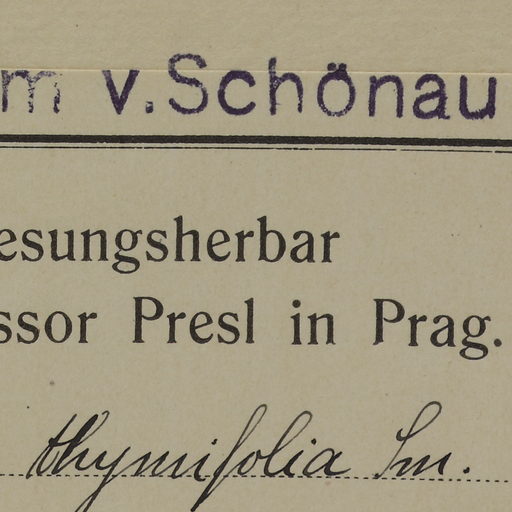 m v. Schönau
esungsherbar
ssor Presl in Prag.
thymifolia Sm.